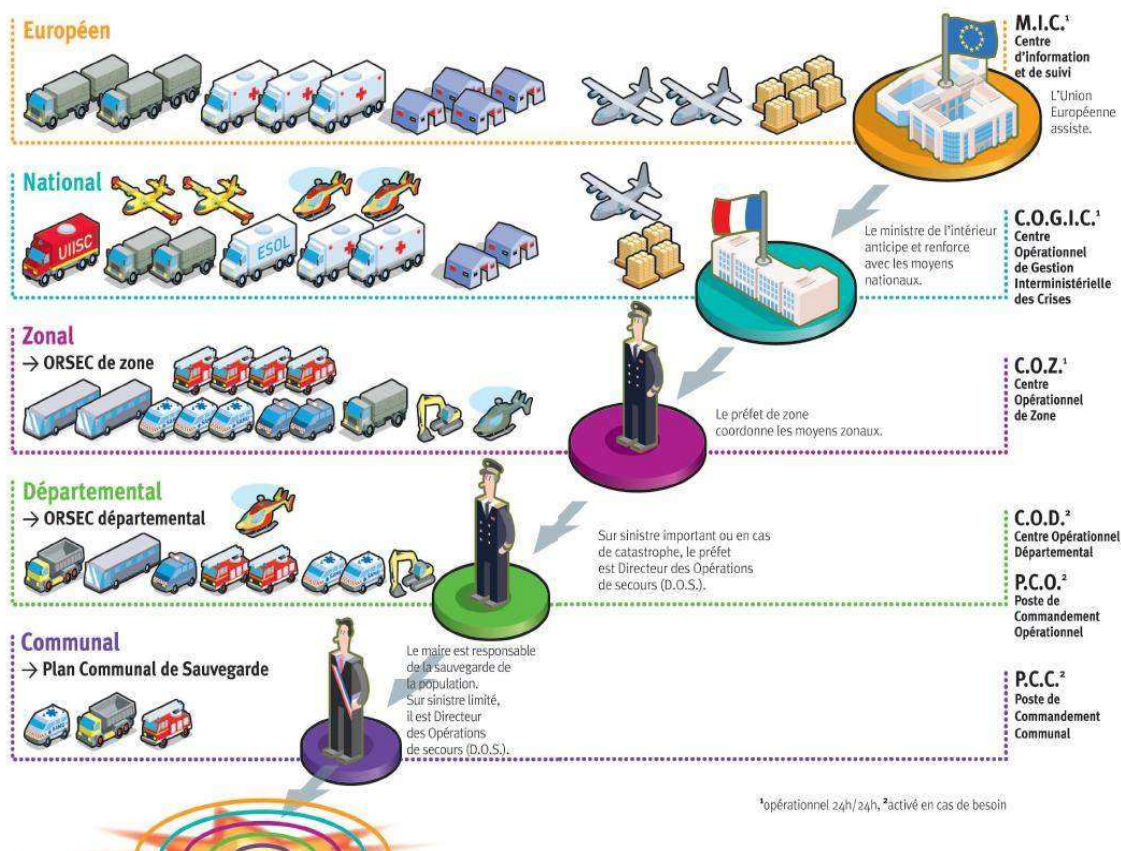 Européen
M.I.C.¹
Centre
d'information
et de suivi
L'Union
Européenne
assiste.
National
UIISC
ESOL
Le ministre de l'intérieur
anticipe et renforce
avec les moyens
nationaux.
C.O.G.I.C.¹
Centre
Opérationnel
de Gestion
Interministérielle
des Crises
Zonal
→ ORSEC de zone
Le préfet de zone
coordonne les moyens zonaux.
C.O.Z.¹
Centre
Opérationnel
de Zone
Départemental
→ ORSEC départemental
Sur sinistre important ou en cas
de catastrophe, le préfet
est Directeur des Opérations
de secours (D.O.S.).
C.O.D.²
Centre Opérationnel
Départemental
P.C.O.²
Poste de
Commandement
Opérationnel
Communal
→ Plan Communal de Sauvegarde
Le maire est responsable
de la sauvegarde de
la population.
Sur sinistre limité,
il est Directeur
des Opérations
de secours (D.O.S.).
P.C.C.²
Poste de
Commandement
Communal
¹opérationnel 24h/24h, ²activé en cas de besoin